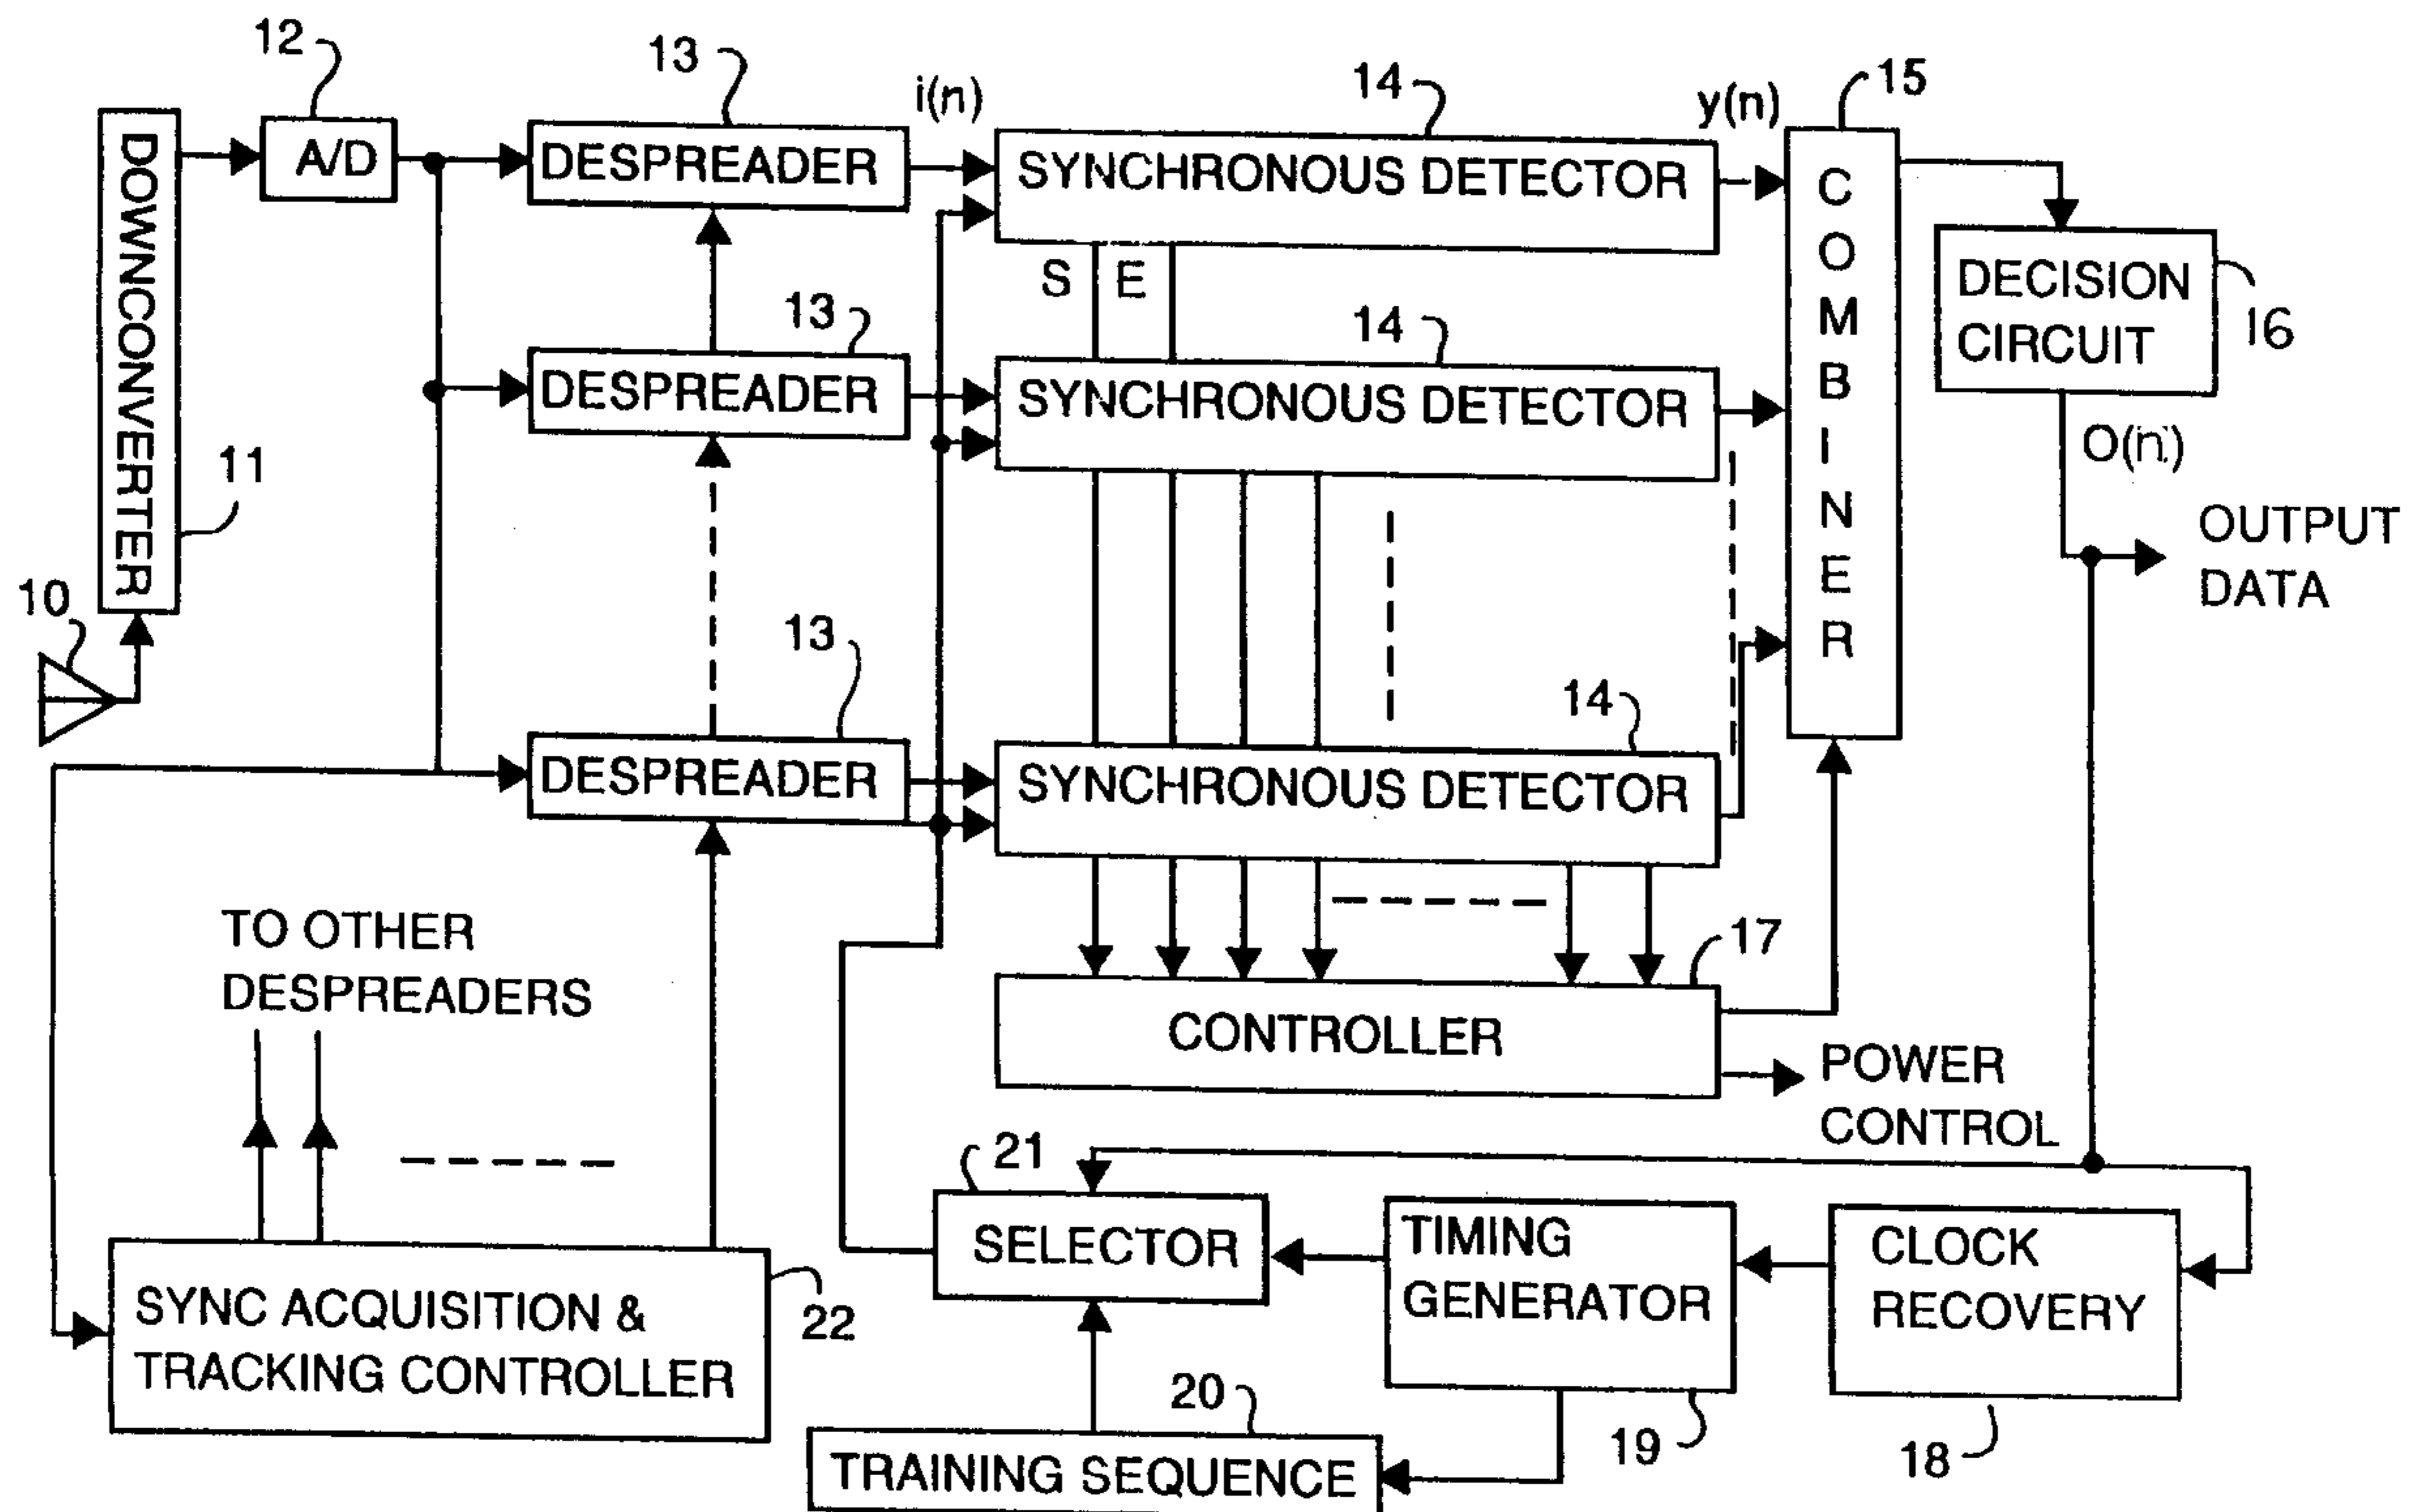 12
13
i(n)
14
y(n)
15
DOWNCONVERTER
A/D
DESPREADER
SYNCHRONOUS DETECTOR
COMBINER
S E
DECISION
CIRCUIT
16
13
14
DESPREADER
SYNCHRONOUS DETECTOR
O(n)
11
OUTPUT
DATA
10
13
14
DESPREADER
SYNCHRONOUS DETECTOR
TO OTHER
DESPREADERS
17
CONTROLLER
POWER
CONTROL
21
SELECTOR
TIMING
GENERATOR
CLOCK
RECOVERY
SYNC ACQUISITION &
TRACKING CONTROLLER
22
20
19
18
TRAINING SEQUENCE